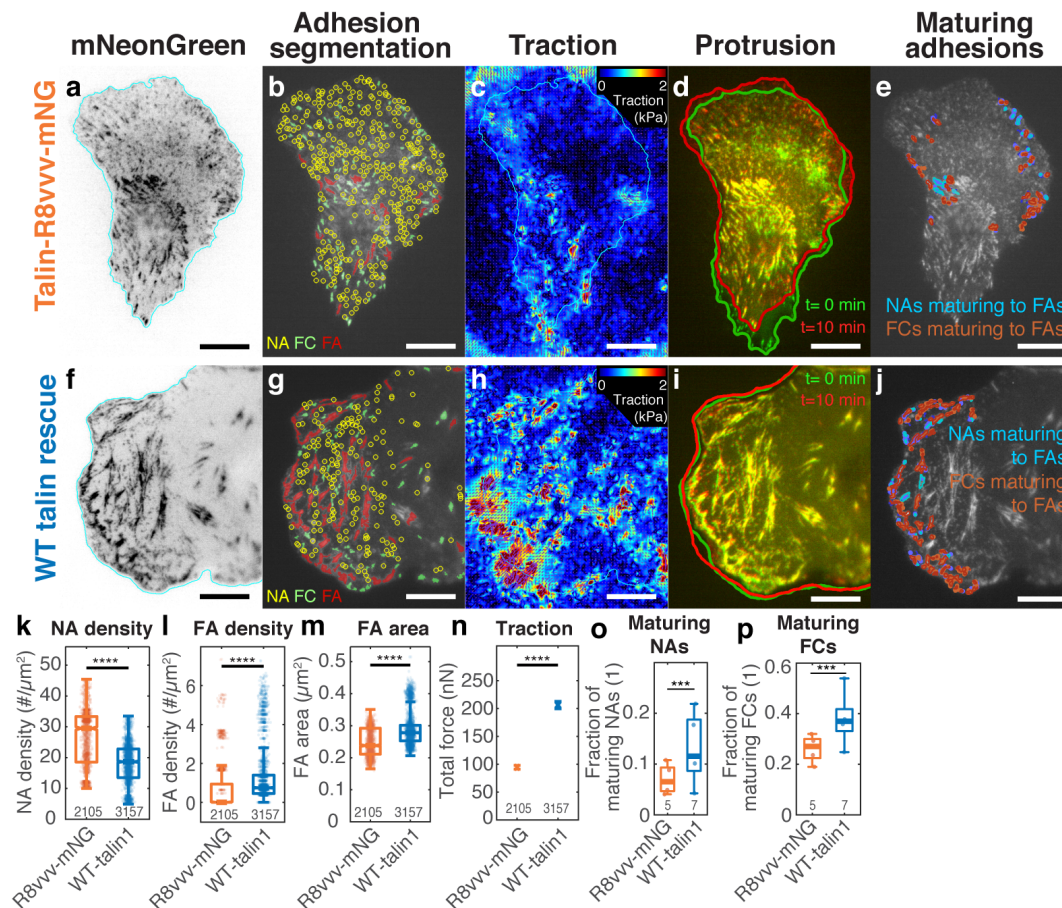 mNeonGreen
Adhesion
segmentation
Traction
Protrusion
Maturing
adhesions
Talin-R8vvv-mNG
a
b
NA FC FA
c
0 2
Traction
(kPa)
d
t= 0 min
t=10 min
e
NAs maturing to FAs
FCs maturing to FAs
WT talin rescue
f
g
NA FC FA
h
0 2
Traction
(kPa)
i
t= 0 min
t=10 min
j
NAs maturing
to FAs
FCs maturing
to FAs
k NA density
NA density (#/µm²)
50
40
30
20
10
0
****
2105 3157
R8vvv-mNG
WT-talin1
l FA density
FA density (#/µm²)
6
4
2
0
****
2105 3157
R8vvv-mNG
WT-talin1
m FA area
FA area (µm²)
0.5
0.4
0.3
0.2
0.1
0
****
2105 3157
R8vvv-mNG
WT-talin1
n Traction
Total force (nN)
300
250
200
150
100
50
0
****
2105 3157
R8vvv-mNG
WT-talin1
o Maturing
NAs
Fraction of
maturing NAs (1)
0.2
0.1
0
***
5 7
R8vvv-mNG
WT-talin1
p Maturing
FCs
Fraction of
maturing FCs (1)
0.6
0.4
0.2
0
***
5 7
R8vvv-mNG
WT-talin1